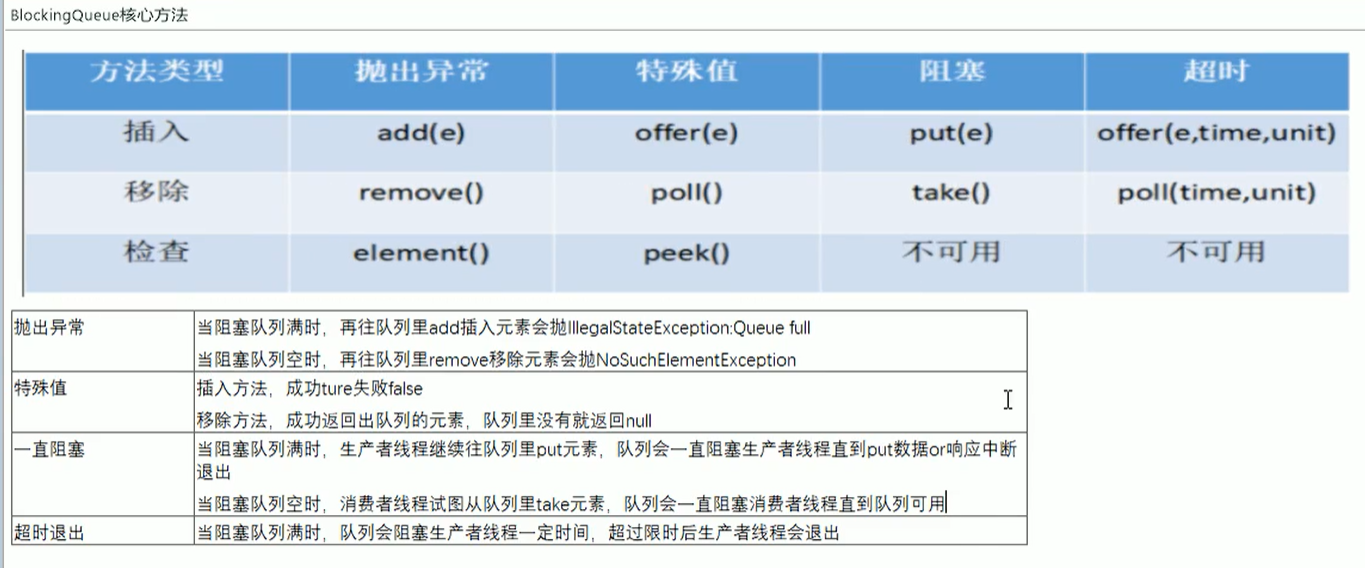 BlockingQueue核心方法
方法类型 抛出异常 特殊值 阻塞 超时
插入 add(e) offer(e) put(e) offer(e,time,unit)
移除 remove() poll() take() poll(time,unit)
检查 element() peek() 不可用 不可用
抛出异常 当阻塞队列满时，再往队列里add插入元素会抛IllegalStateException:Queue full
当阻塞队列空时，再往队列里remove移除元素会抛NoSuchElementException
特殊值 插入方法，成功ture失败false
移除方法，成功返回出队列的元素，队列里没有就返回null
一直阻塞 当阻塞队列满时，生产者线程继续往队列里put元素，队列会一直阻塞生产者线程直到put数据or响应中断
退出
当阻塞队列空时，消费者线程试图从队列里take元素，队列会一直阻塞消费者线程直到队列可用
超时退出 当阻塞队列满时，队列会阻塞生产者线程一定时间，超过限时后生产者线程会退出